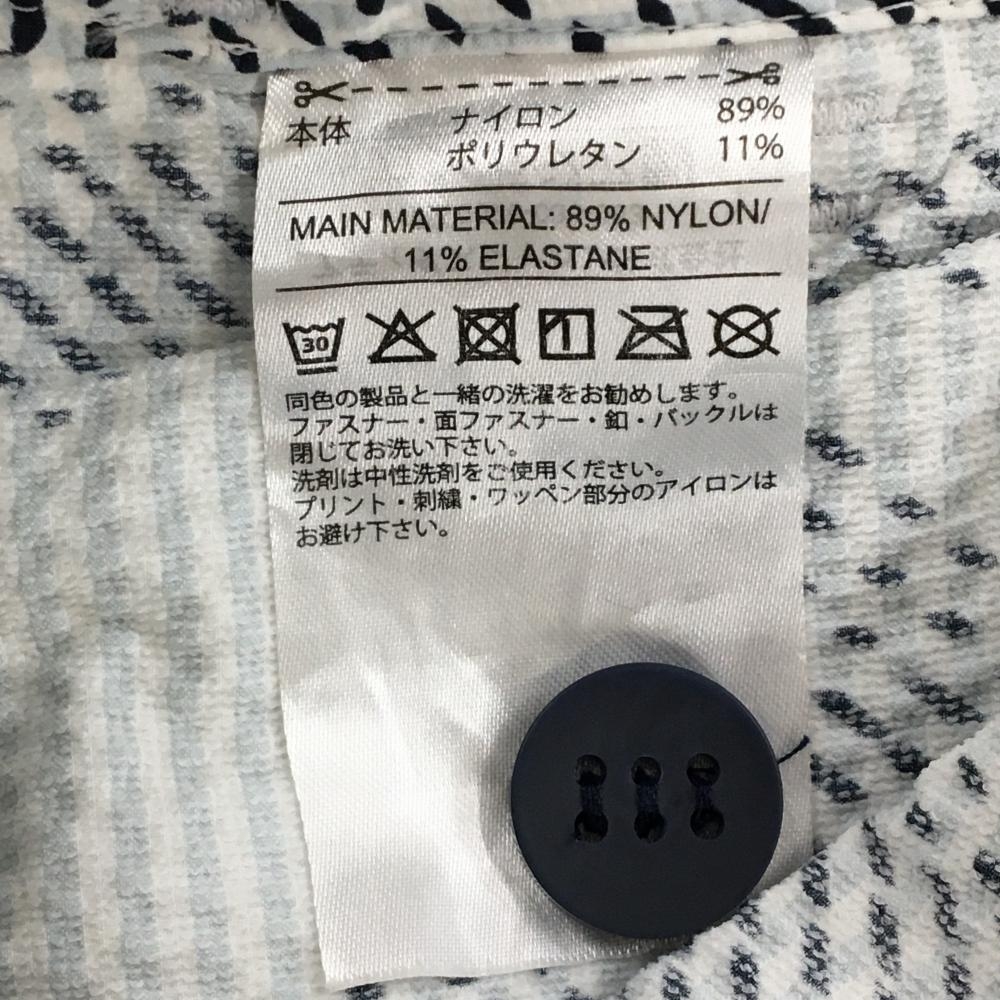 本体 ナイロン 89%
ポリウレタン 11%
MAIN MATERIAL: 89% NYLON/
11% ELASTANE
30
同色の製品と一緒の洗濯をお勧めします。
ファスナー・面ファスナー・釦・バックルは
閉じてお洗い下さい。
洗剤は中性洗剤をご使用ください。
プリント・刺繍・ワッペン部分のアイロンは
お避け下さい。